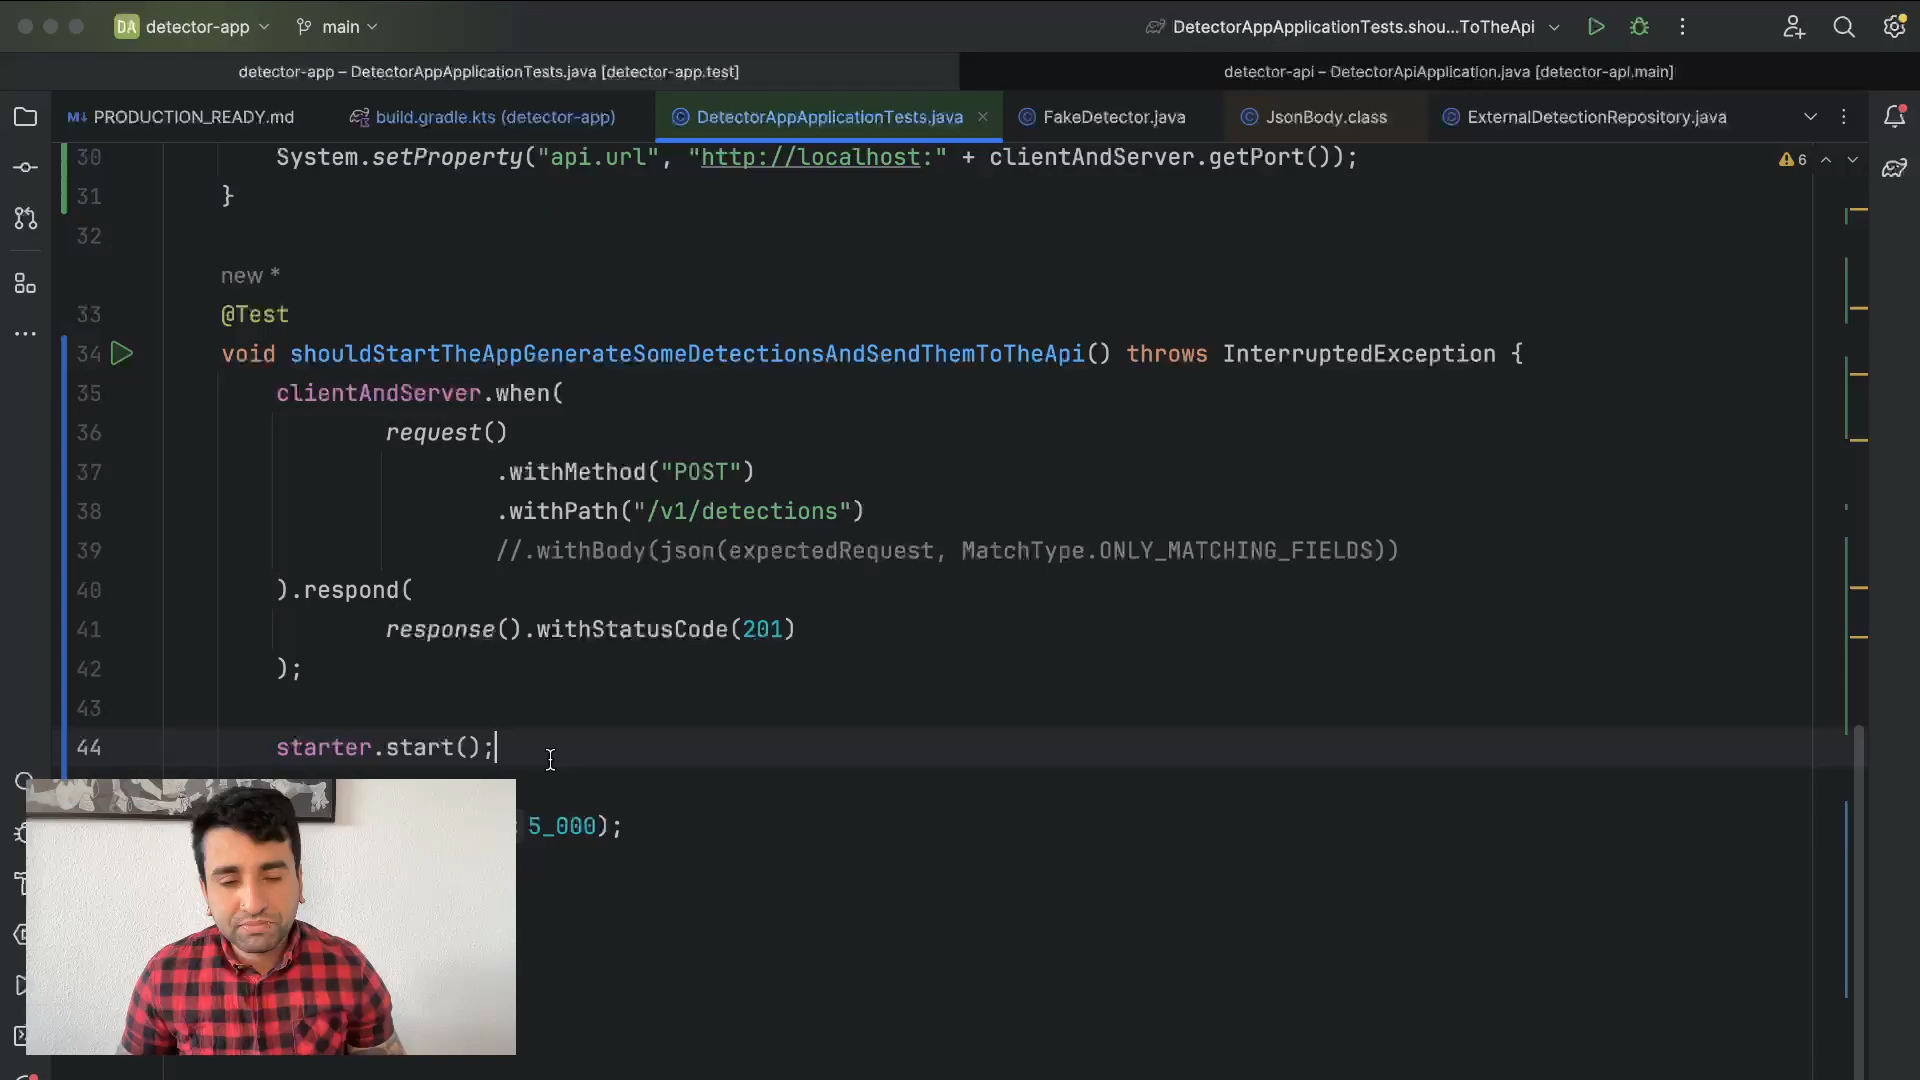 DA detector-app main DetectorAppApplicationTests.shou...ToTheApi
detector-app – DetectorAppApplicationTests.java [detector-app.test] detector-api – DetectorApiApplication.java [detector-api.main]
M↓ PRODUCTION_READY.md build.gradle.kts (detector-app) DetectorAppApplicationTests.java FakeDetector.java JsonBody.class ExternalDetectionRepository.java
30 System.setProperty("api.url", "http://localhost:" + clientAndServer.getPort()); 6
31 }
32
new *
33 @Test
34 void shouldStartTheAppGenerateSomeDetectionsAndSendThemToTheApi() throws InterruptedException {
35 clientAndServer.when(
36 request()
37 .withMethod("POST")
38 .withPath("/v1/detections")
39 //.withBody(json(expectedRequest, MatchType.ONLY_MATCHING_FIELDS))
40 ).respond(
41 response().withStatusCode(201)
42 );
43
44 starter.start();
5_000);